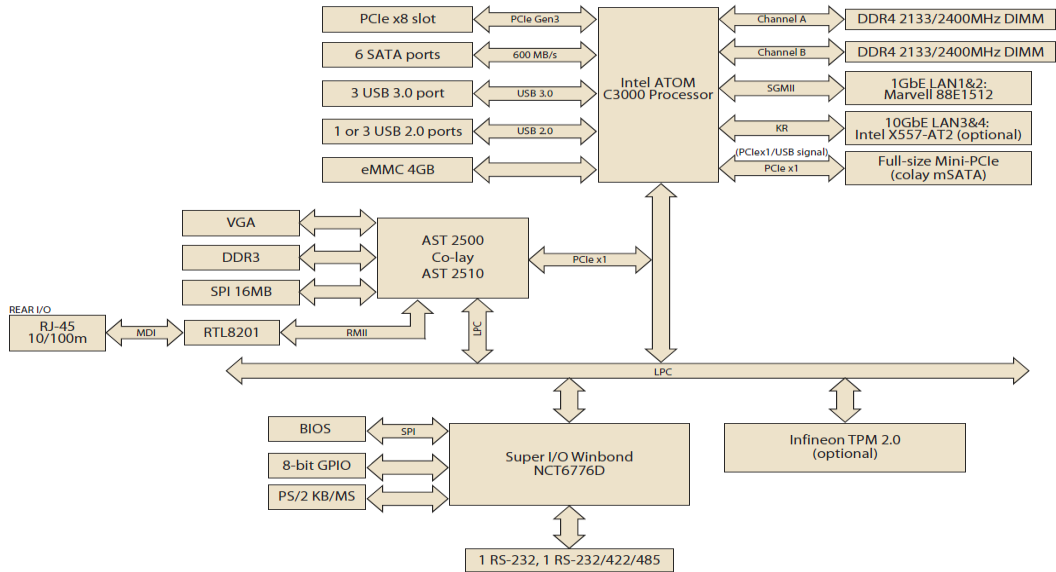 PCIe x8 slot
PCIe Gen3
6 SATA ports
600 MB/s
3 USB 3.0 port
USB 3.0
1 or 3 USB 2.0 ports
USB 2.0
eMMC 4GB
Intel ATOM
C3000 Processor
Channel A
DDR4 2133/2400MHz DIMM
Channel B
DDR4 2133/2400MHz DIMM
SGMII
1GbE LAN1&2:
Marvell 88E1512
KR
10GbE LAN3&4:
Intel X557-AT2 (optional)
(PCIex1/USB signal)
PCIe x1
Full-size Mini-PCIe
(colay mSATA)
VGA
DDR3
SPI 16MB
AST 2500
Co-lay
AST 2510
PCIe x1
REAR I/O
RJ-45
10/100m
MDI
RTL8201
RMII
LPC
LPC
BIOS
SPI
8-bit GPIO
PS/2 KB/MS
Super I/O Winbond
NCT6776D
Infineon TPM 2.0
(optional)
1 RS-232, 1 RS-232/422/485